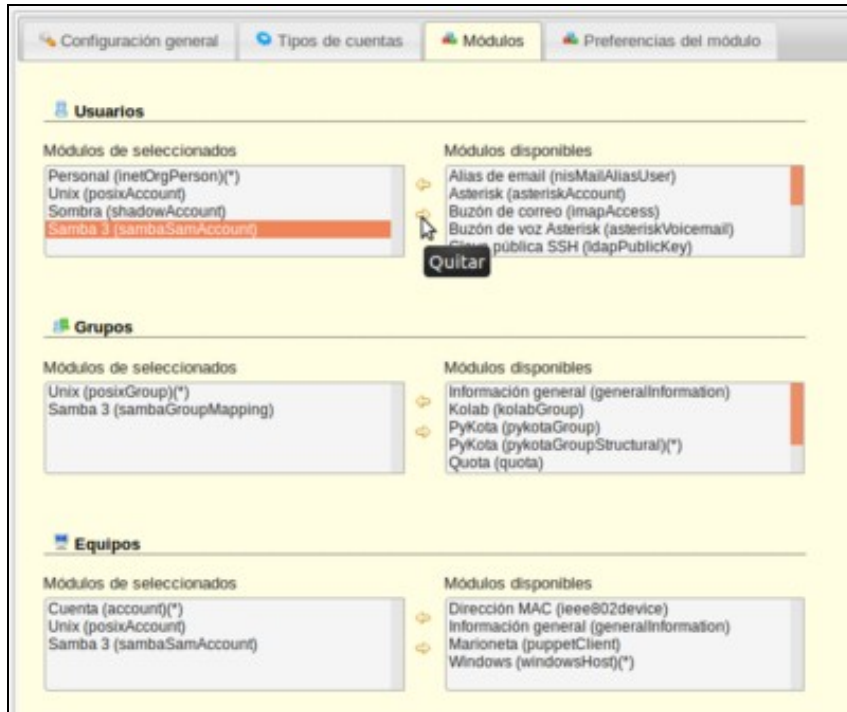 Configuración general
Tipos de cuentas
Módulos
Preferencias del módulo
Usuarios
Módulos de seleccionados
Personal (inetOrgPerson)(*)
Unix (posixAccount)
Sombra (shadowAccount)
Samba 3 (sambaSamAccount)
Módulos disponibles
Alias de email (nisMailAliasUser)
Asterisk (asteriskAccount)
Buzón de correo (imapAccess)
Buzón de voz Asterisk (asteriskVoicemail)
pública SSH (ldapPublicKey)
Quitar
Grupos
Módulos de seleccionados
Unix (posixGroup)(*)
Samba 3 (sambaGroupMapping)
Módulos disponibles
Información general (generalInformation)
Kolab (kolabGroup)
PyKota (pykotaGroup)
PyKota (pykotaGroupStructural)(*)
Quota (quota)
Equipos
Módulos de seleccionados
Cuenta (account)(*)
Unix (posixAccount)
Samba 3 (sambaSamAccount)
Módulos disponibles
Dirección MAC (ieee802device)
Información general (generalInformation)
Marioneta (puppetClient)
Windows (windowsHost)(*)